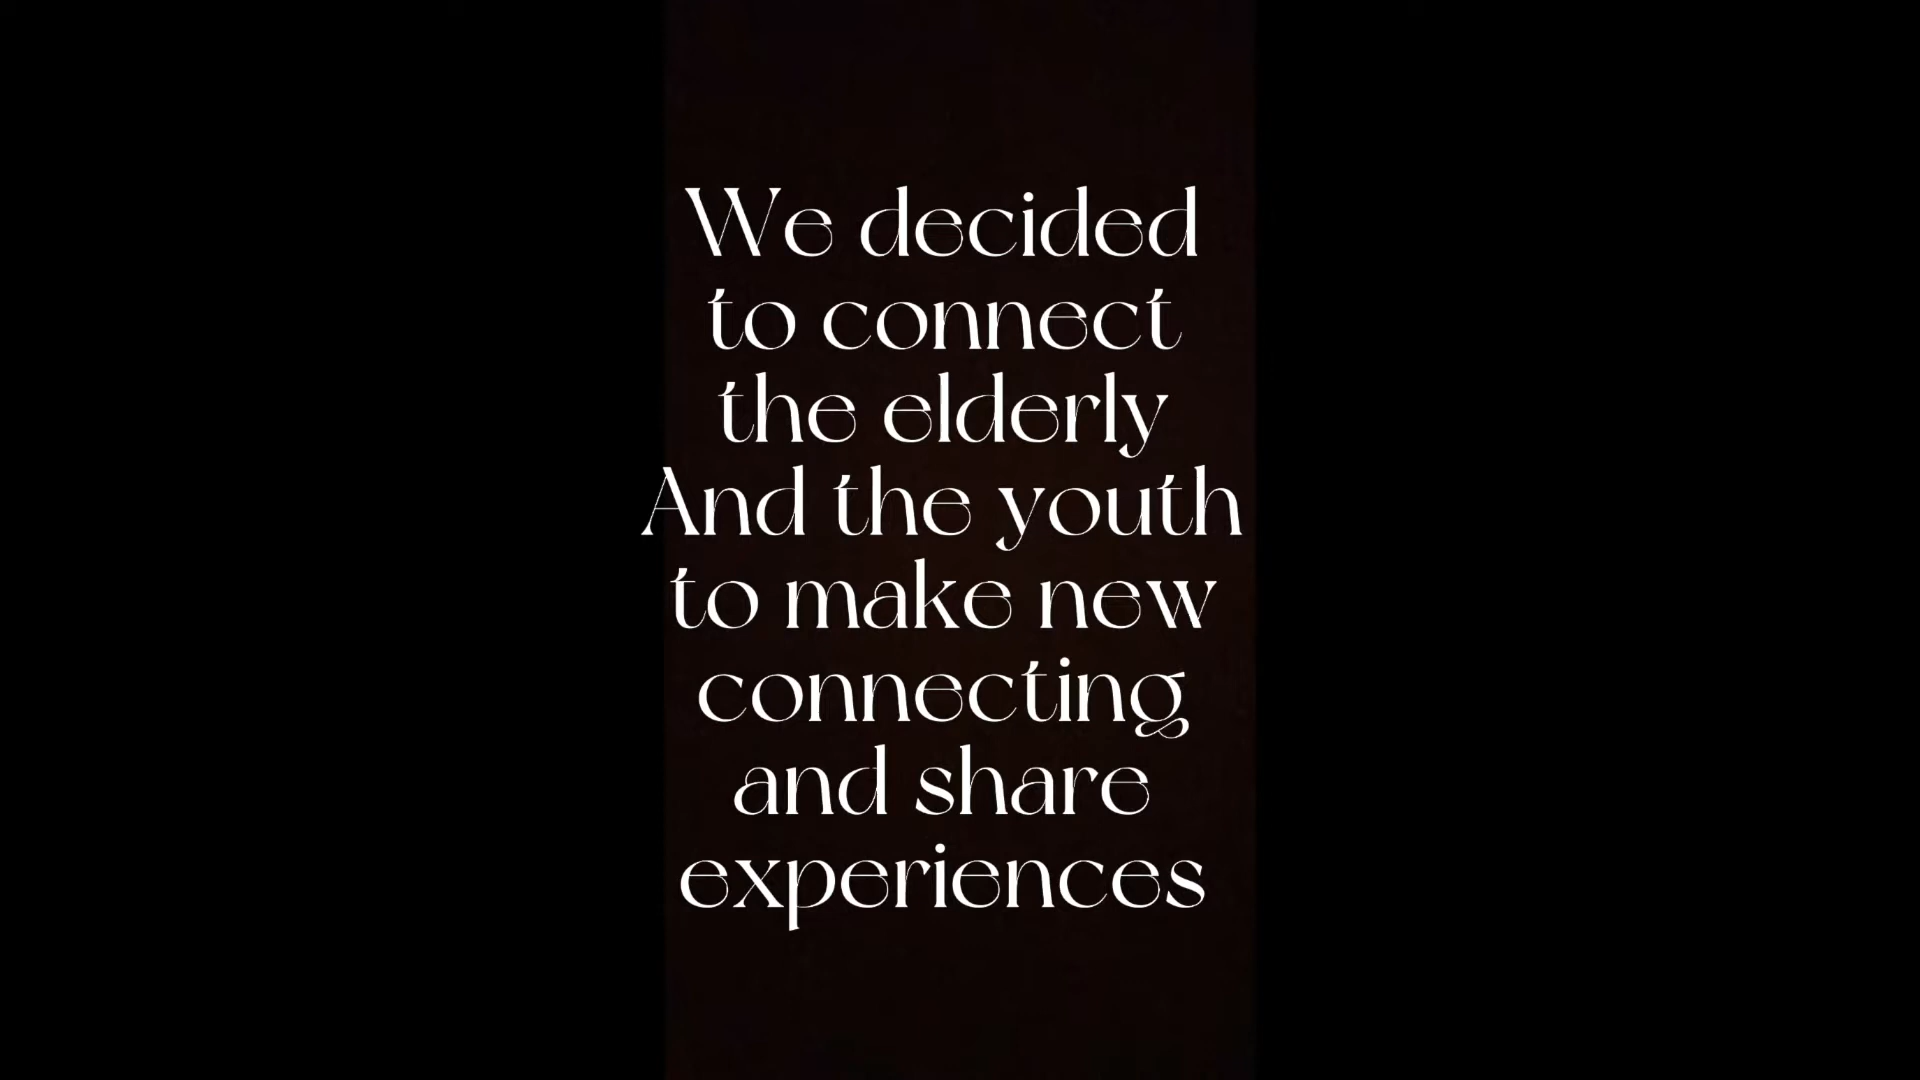 We decided
to connect
the elderly
And the youth
to make new
connecting
and share
experiences